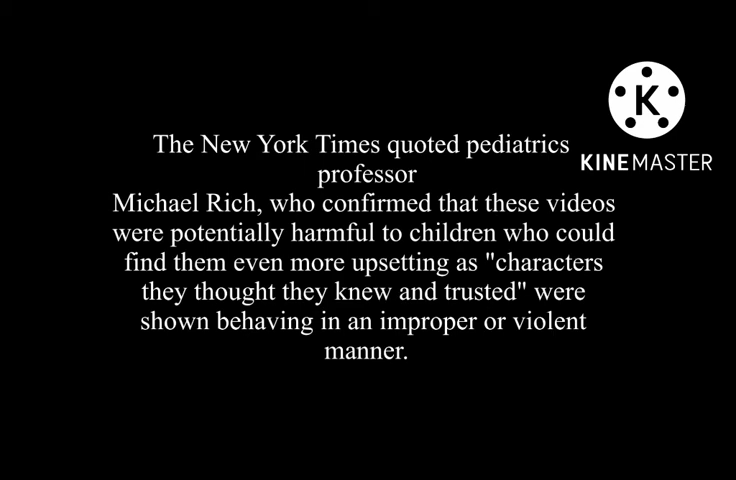 The New York Times quoted pediatrics
professor
Michael Rich, who confirmed that these videos
were potentially harmful to children who could
find them even more upsetting as "characters
they thought they knew and trusted" were
shown behaving in an improper or violent
manner.
K
KINEMASTER